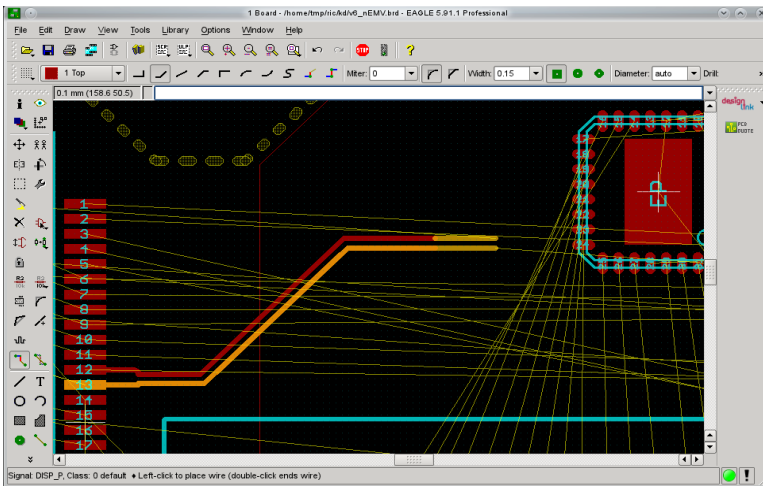 1 Board - /home/tmp/ric/kd/v6_nEMV.brd - EAGLE 5.91.1 Professional
File Edit Draw View Tools Library Options Window Help
1 Top Miter: 0 Width: 0.15 Diameter: auto Drill:
0.1 mm (158.6 50.5)
design link
PCB QUOTE
1
2
3
4
5
6
7
8
9
10
11
12
13
14
15
16
17
EP
Signal: DISP_P, Class: 0 default ♦ Left-click to place wire (double-click ends wire)